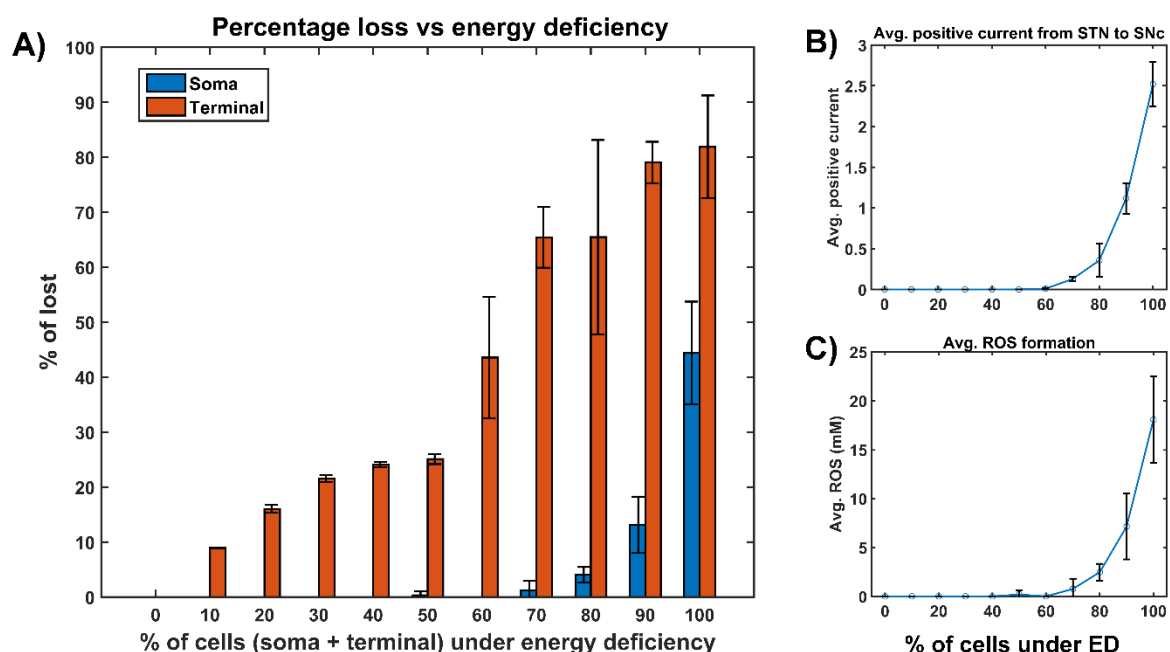 A)
Percentage loss vs energy deficiency
Soma
Terminal
% of lost
100
90
80
70
60
50
40
30
20
10
0
0 10 20 30 40 50 60 70 80 90 100
% of cells (soma + terminal) under energy deficiency
B)
Avg. positive current from STN to SNc
Avg. positive current
3
2.5
2
1.5
1
0.5
0
0 20 40 60 80 100
C)
Avg. ROS formation
Avg. ROS (mM)
25
20
15
10
5
0
0 20 40 60 80 100
% of cells under ED